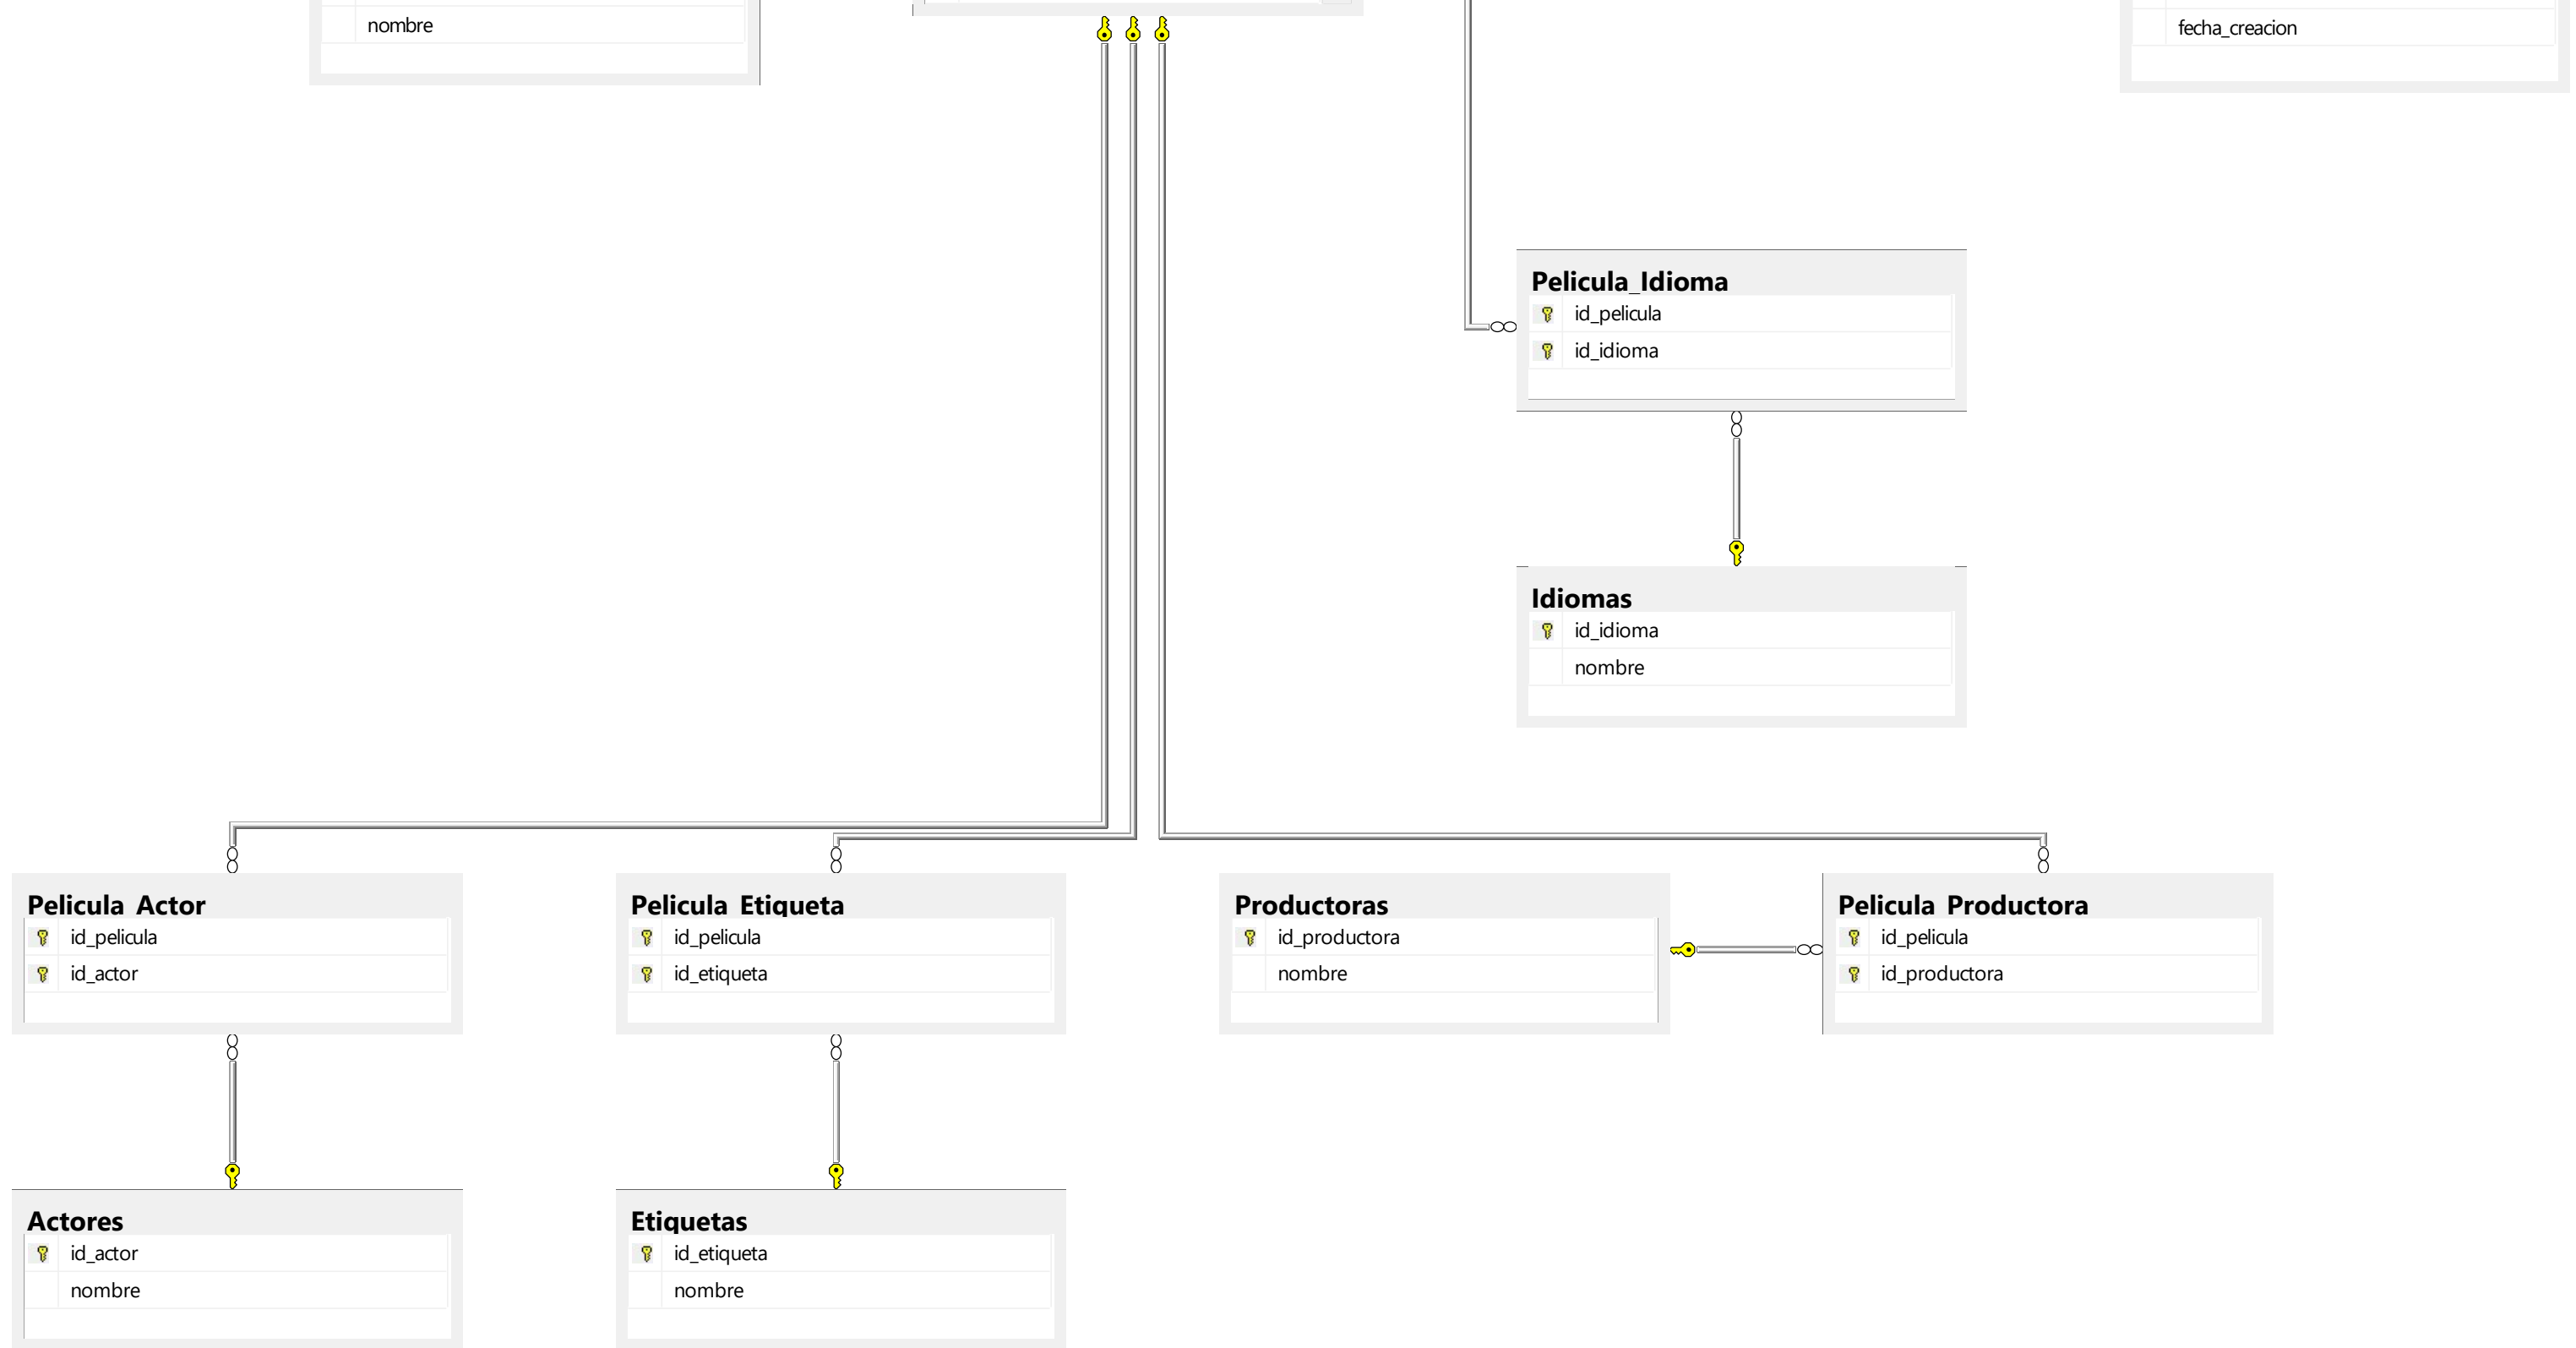 nombre
fecha_creacion
Pelicula_Idioma
id_pelicula
id_idioma
Idiomas
id_idioma
nombre
Pelicula_Actor
id_pelicula
id_actor
Pelicula_Etiqueta
id_pelicula
id_etiqueta
Productoras
id_productora
nombre
Pelicula_Productora
id_pelicula
id_productora
Actores
id_actor
nombre
Etiquetas
id_etiqueta
nombre